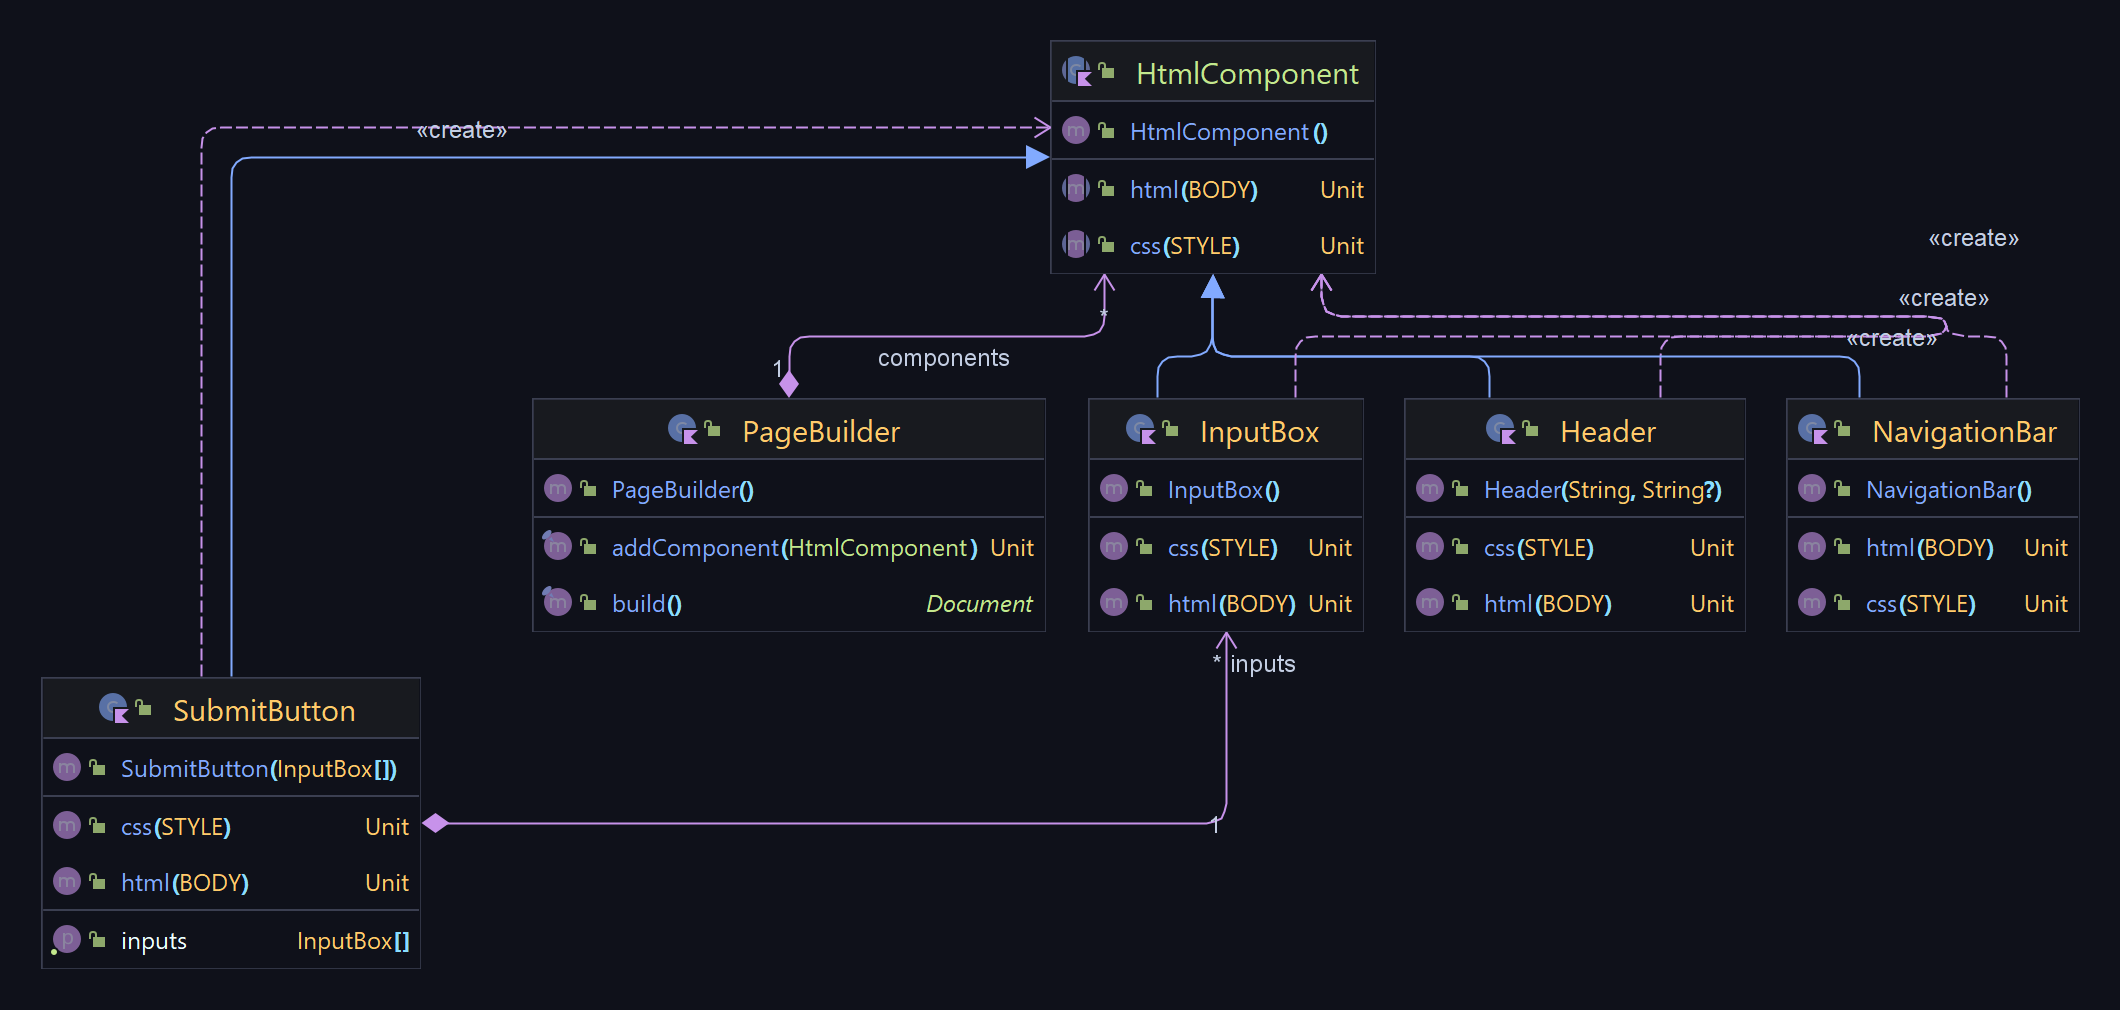 HtmlComponent
HtmlComponent()
html(BODY) Unit
css(STYLE) Unit
«create»
«create»
«create»
«create»
*
components
1
PageBuilder
PageBuilder()
addComponent(HtmlComponent) Unit
build() Document
InputBox
InputBox()
css(STYLE) Unit
html(BODY) Unit
Header
Header(String, String?)
css(STYLE) Unit
html(BODY) Unit
NavigationBar
NavigationBar()
html(BODY) Unit
css(STYLE) Unit
* inputs
1
SubmitButton
SubmitButton(InputBox[])
css(STYLE) Unit
html(BODY) Unit
inputs InputBox[]